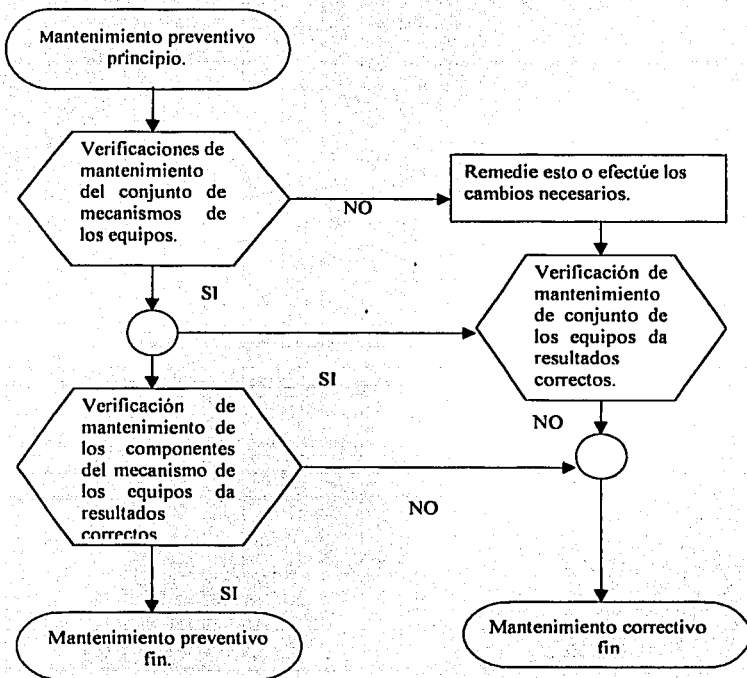 Mantenimiento preventivo
principio.
Verificaciones de
mantenimiento
del conjunto de
mecanismos de
los equipos.
NO
Remedie esto o efectúe los
cambios necesarios.
SI
Verificación de
mantenimiento
de conjunto de
los equipos da
resultados
correctos.
SI
NO
Verificación de
mantenimiento de
los componentes
del mecanismo de
los equipos da
resultados
correctos
NO
SI
Mantenimiento preventivo
fin.
Mantenimiento correctivo
fin